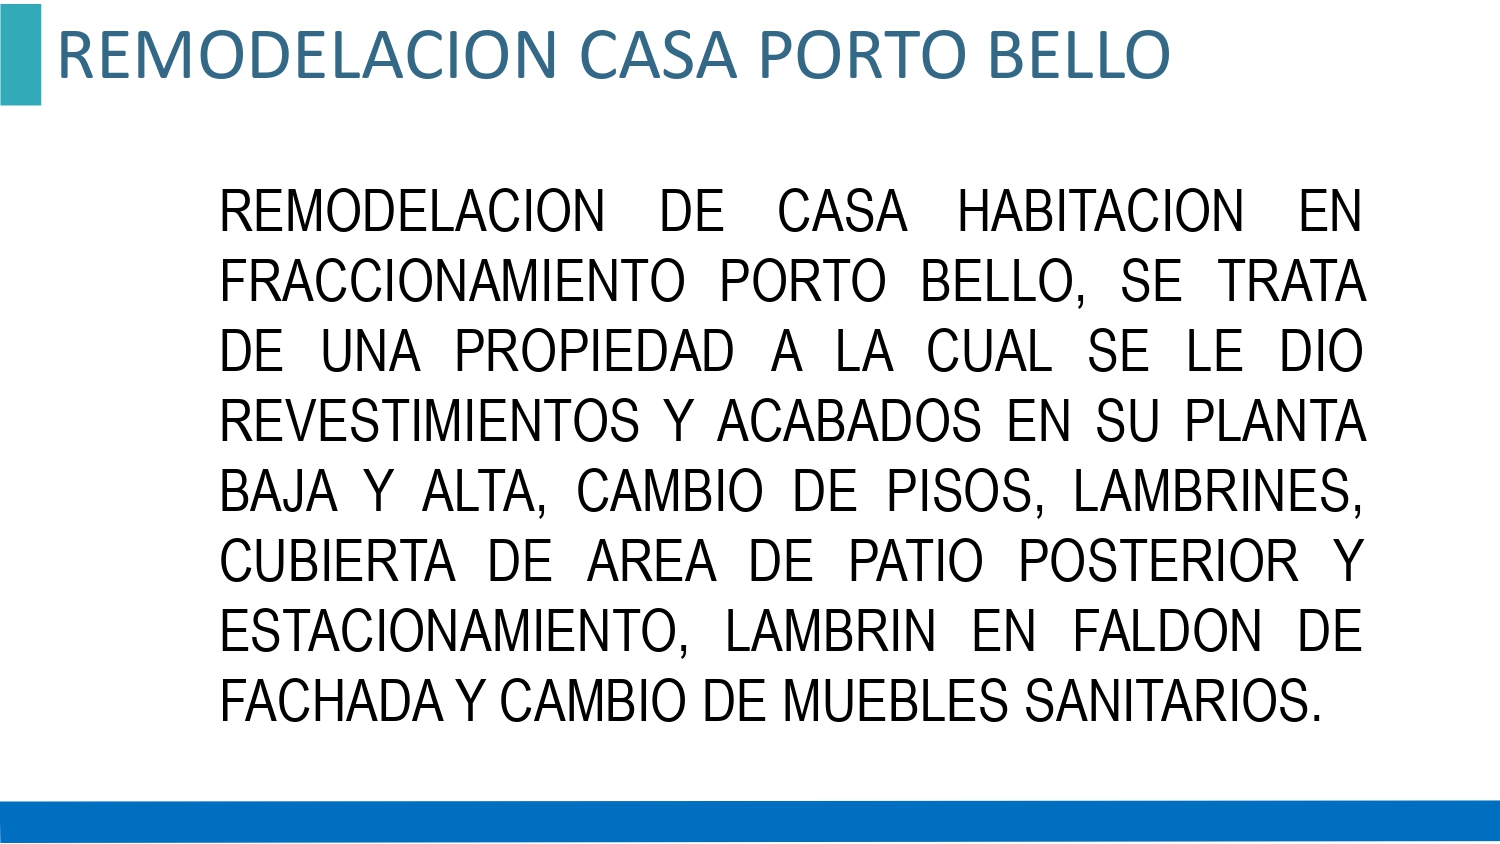 REMODELACION CASA PORTO BELLO
REMODELACION DE CASA HABITACION EN
FRACCIONAMIENTO PORTO BELLO, SE TRATA
DE UNA PROPIEDAD A LA CUAL SE LE DIO
REVESTIMIENTOS Y ACABADOS EN SU PLANTA
BAJA Y ALTA, CAMBIO DE PISOS, LAMBRINES,
CUBIERTA DE AREA DE PATIO POSTERIOR Y
ESTACIONAMIENTO, LAMBRIN EN FALDON DE
FACHADA Y CAMBIO DE MUEBLES SANITARIOS.